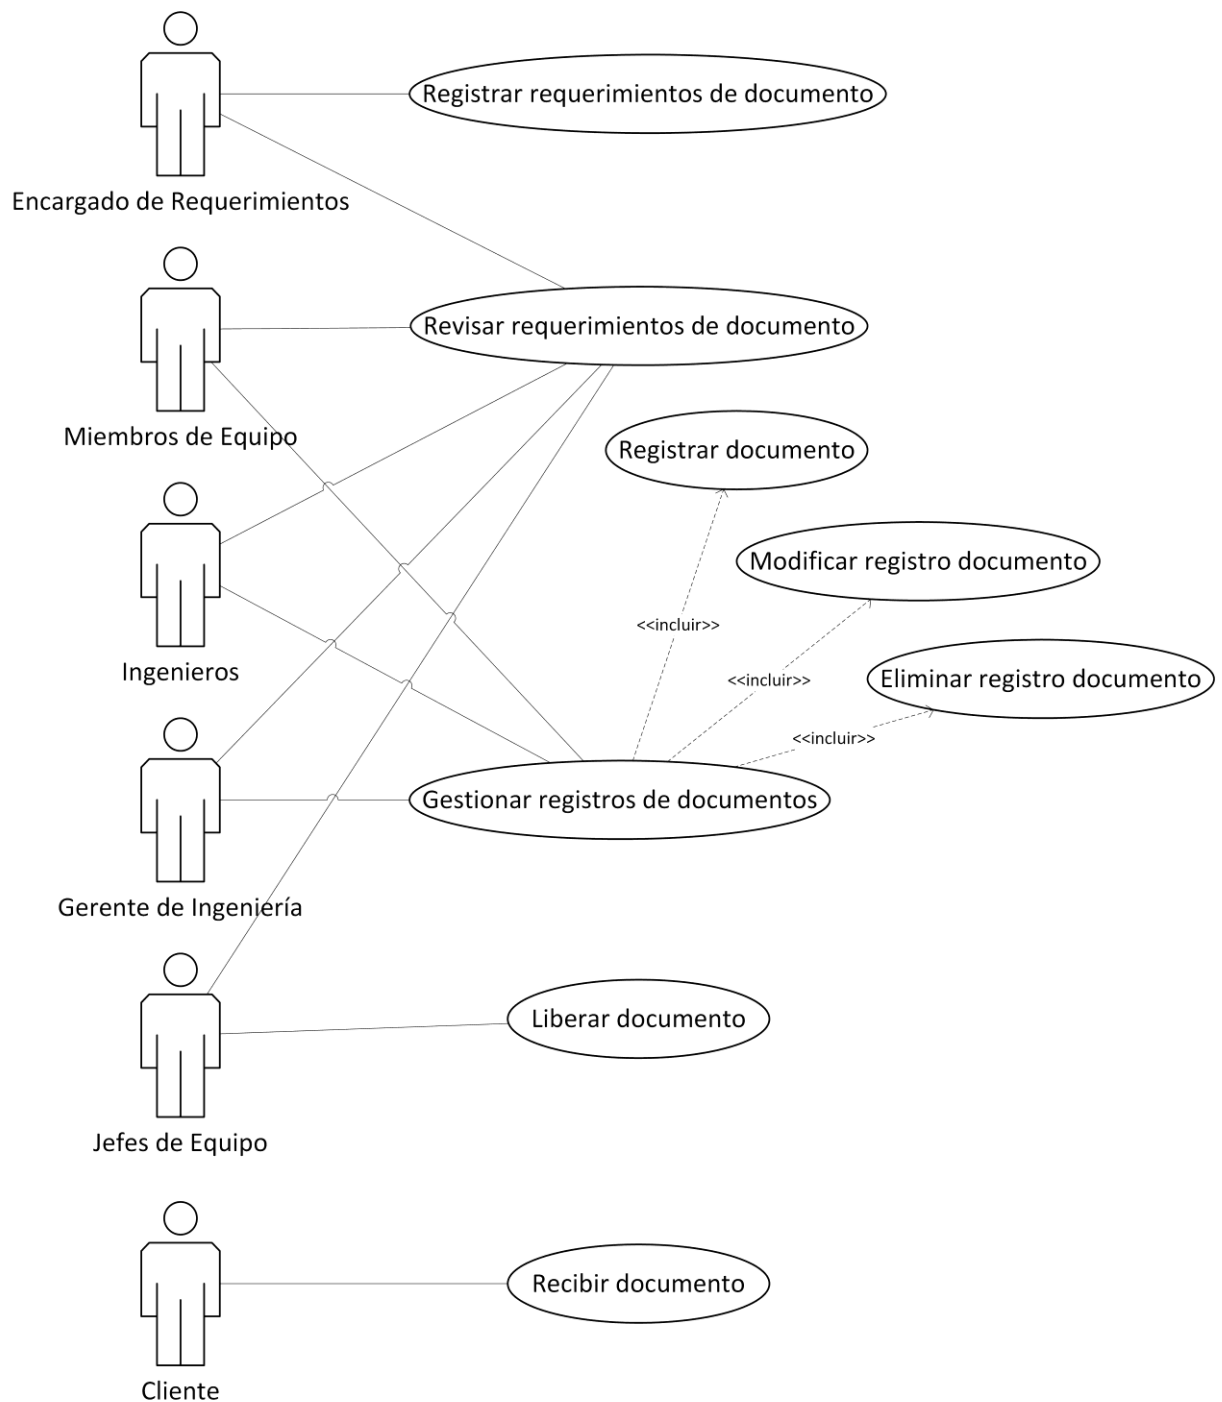 Registrar requerimientos de documento
Encargado de Requerimientos
Revisar requerimientos de documento
Miembros de Equipo
Registrar documento
Modificar registro documento
<<incluir>>
Ingenieros
<<incluir>>
Eliminar registro documento
<<incluir>>
Gestionar registros de documentos
Gerente de Ingeniería
Liberar documento
Jefes de Equipo
Recibir documento
Cliente